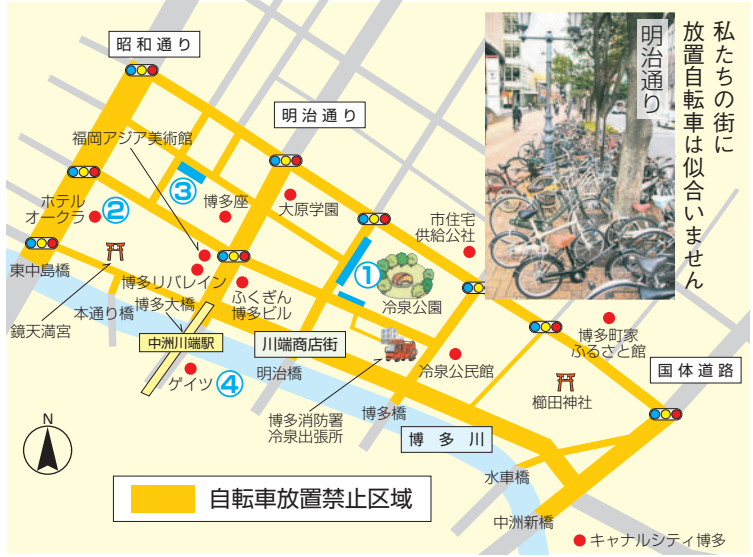 私たちの街に
放置自転車は似合いません
明治通り
昭和通り
明治通り
福岡アジア美術館
③
博多座
大原学園
ホテル
オークラ
②
市住宅
供給公社
①
冷泉公園
東中島橋
博多リバレイン
博多大橋
本通り橋
ふくぎん
博多ビル
鏡天満宮
中洲川端駅
川端商店街
明治橋
ゲイツ
④
博多町家
ふるさと館
冷泉公民館
国体道路
櫛田神社
博多消防署
冷泉出張所
博多橋
博多川
N
水車橋
中洲新橋
自転車放置禁止区域
キャナルシティ博多